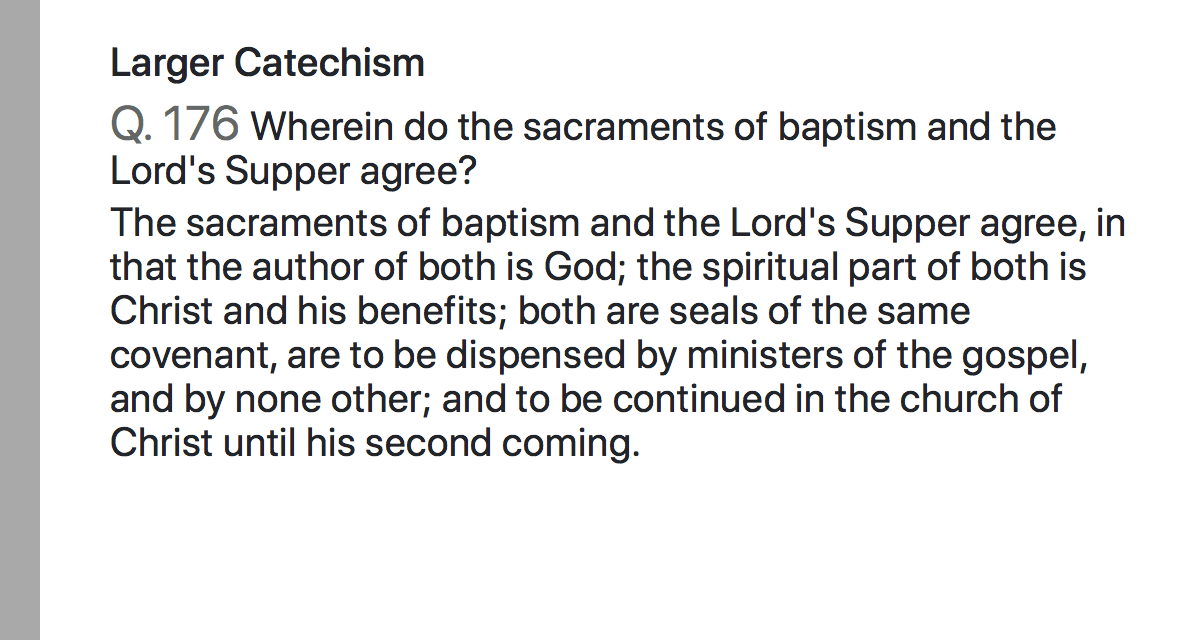 Larger Catechism
Q. 176 Wherein do the sacraments of baptism and the
Lord's Supper agree?
The sacraments of baptism and the Lord's Supper agree, in
that the author of both is God; the spiritual part of both is
Christ and his benefits; both are seals of the same
covenant, are to be dispensed by ministers of the gospel,
and by none other; and to be continued in the church of
Christ until his second coming.